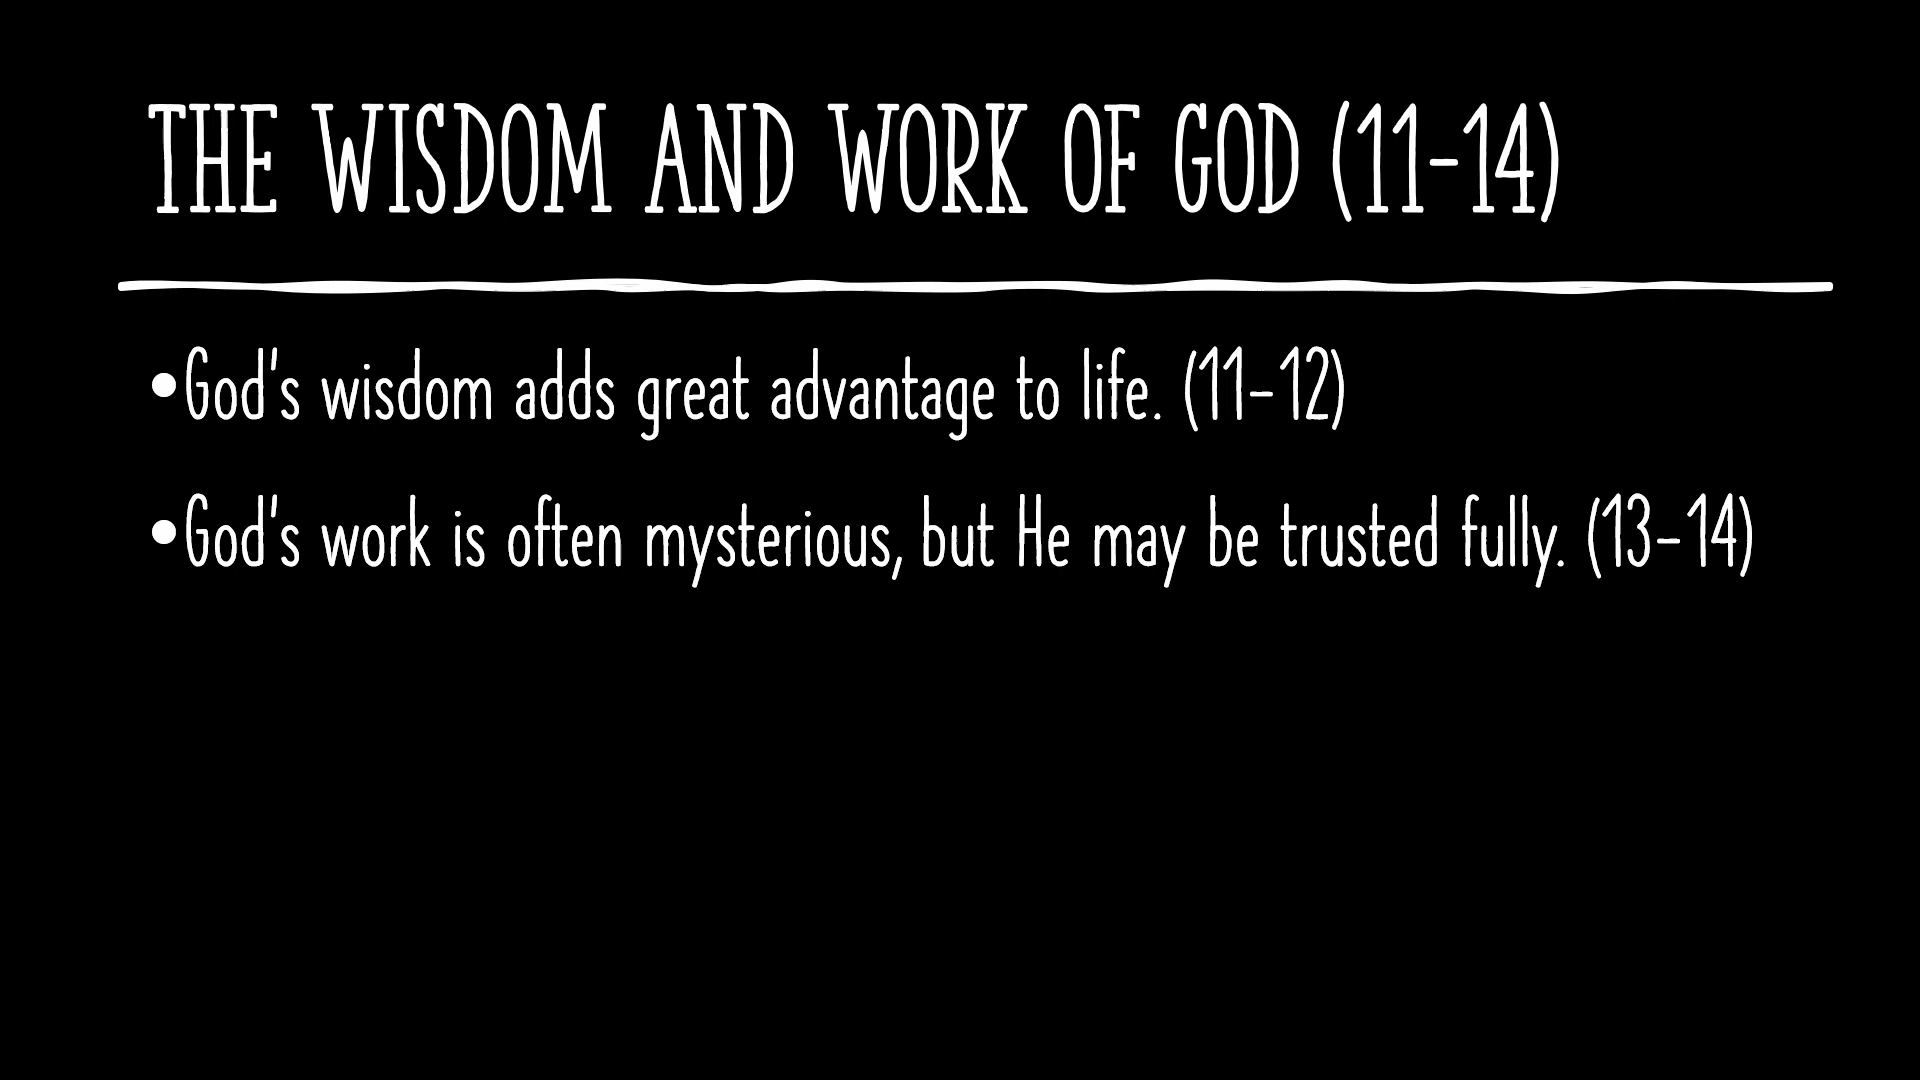 THE WISDOM AND WORK OF GOD (11-14)
•God's wisdom adds great advantage to life. (11-12)
•God's work is often mysterious, but He may be trusted fully. (13-14)